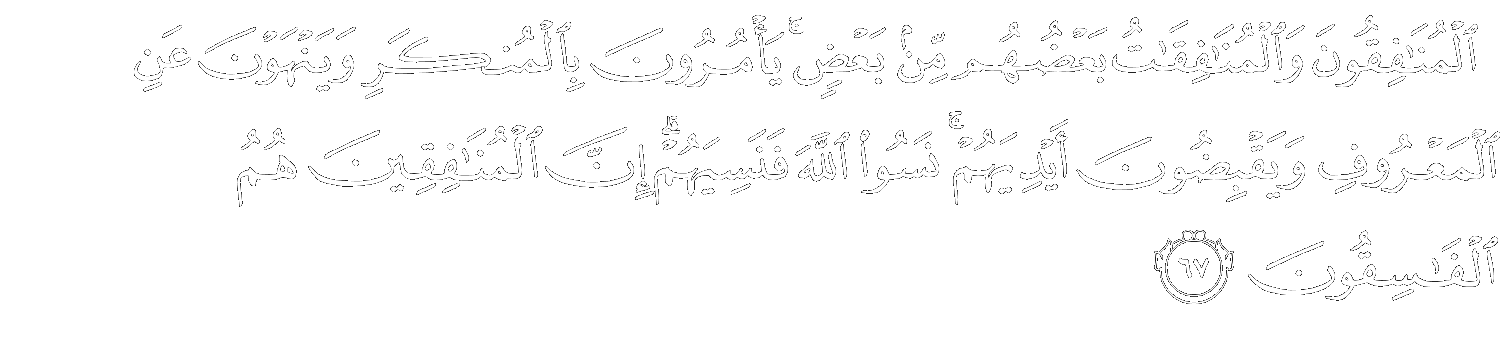 ٱلْمُنَٰفِقُونَ وَٱلْمُنَٰفِقَٰتُ بَعْضُهُم مِّنۢ بَعْضٍ ۚ يَأْمُرُونَ بِٱلْمُنكَرِ وَيَنْهَوْنَ عَنِ
ٱلْمَعْرُوفِ وَيَقْبِضُونَ أَيْدِيَهُمْ ۚ نَسُوا۟ ٱللَّهَ فَنَسِيَهُمْ ۗ إِنَّ ٱلْمُنَٰفِقِينَ هُمُ
ٱلْفَٰسِقُونَ ٦٧